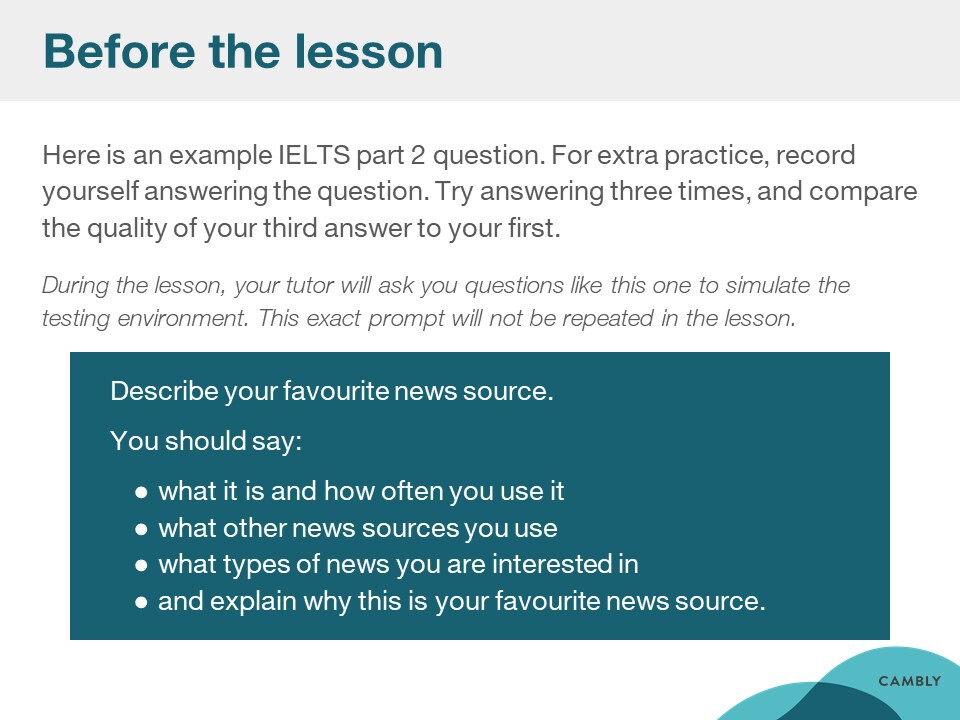 Before the lesson
Here is an example IELTS part 2 question. For extra practice, record
yourself answering the question. Try answering three times, and compare
the quality of your third answer to your first.
During the lesson, your tutor will ask you questions like this one to simulate the
testing environment. This exact prompt will not be repeated in the lesson.
Describe your favourite news source.
You should say:
● what it is and how often you use it
● what other news sources you use
● what types of news you are interested in
● and explain why this is your favourite news source.
CAMBLY